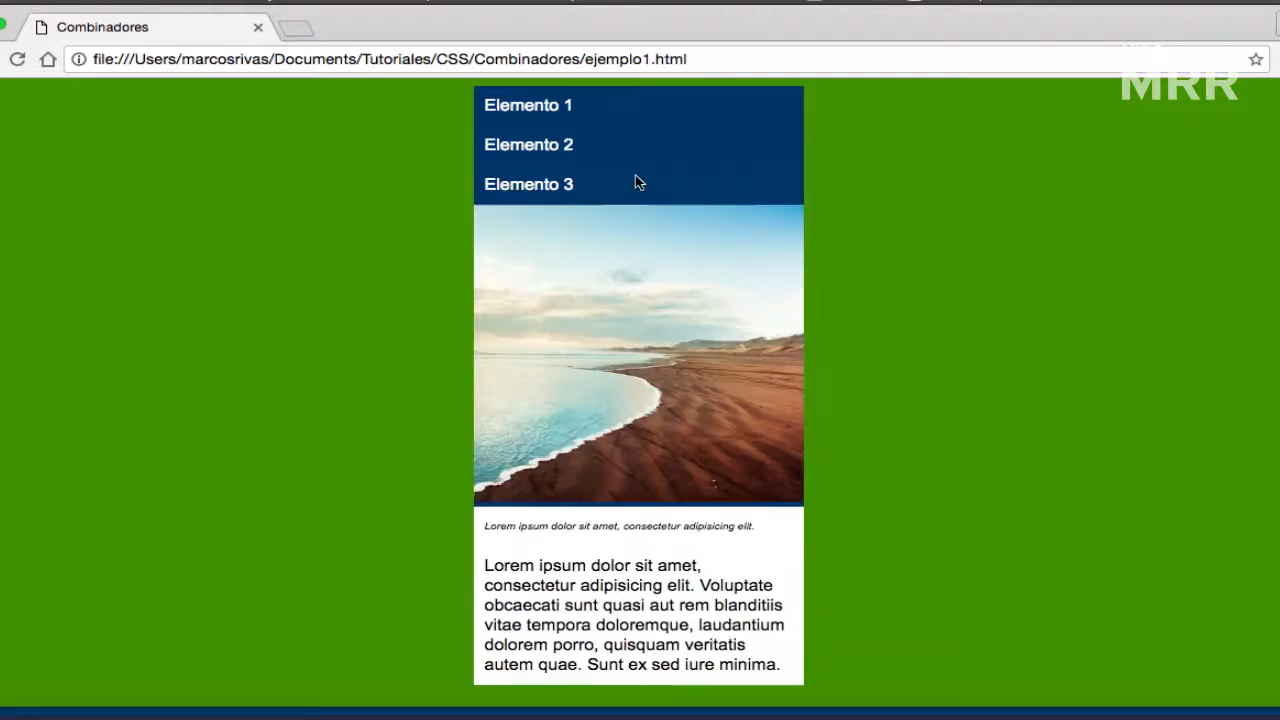 Combinadores
file:///Users/marcosrivas/Documents/Tutoriales/CSS/Combinadores/ejemplo1.html
MRR
Elemento 1
Elemento 2
Elemento 3
Lorem ipsum dolor sit amet, consectetur adipisicing elit.
Lorem ipsum dolor sit amet,
consectetur adipisicing elit. Voluptate
obcaecati sunt quasi aut rem blanditiis
vitae tempora doloremque, laudantium
dolorem porro, quisquam veritatis
autem quae. Sunt ex sed iure minima.